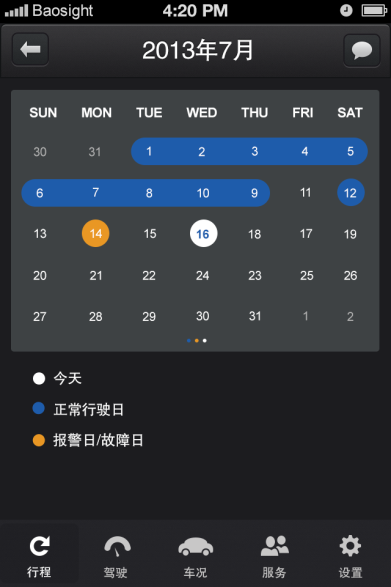 Baosight 4:20 PM
2013年7月
SUN MON TUE WED THU FRI SAT
30 31 1 2 3 4 5
6 7 8 10 9 11 12
13 14 15 16 18 17 19
20 21 22 24 23 25 26
27 28 29 30 31 1 2
今天
正常行驶日
报警日/故障日
行程 驾驶 车况 服务 设置